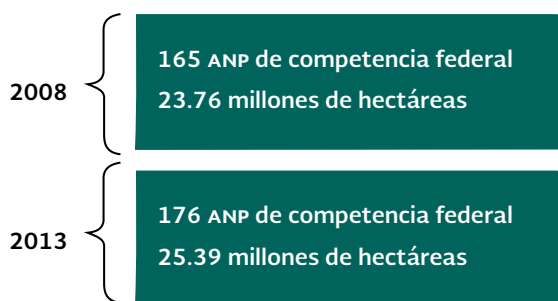 2008
165 ANP de competencia federal
23.76 millones de hectáreas
2013
176 ANP de competencia federal
25.39 millones de hectáreas